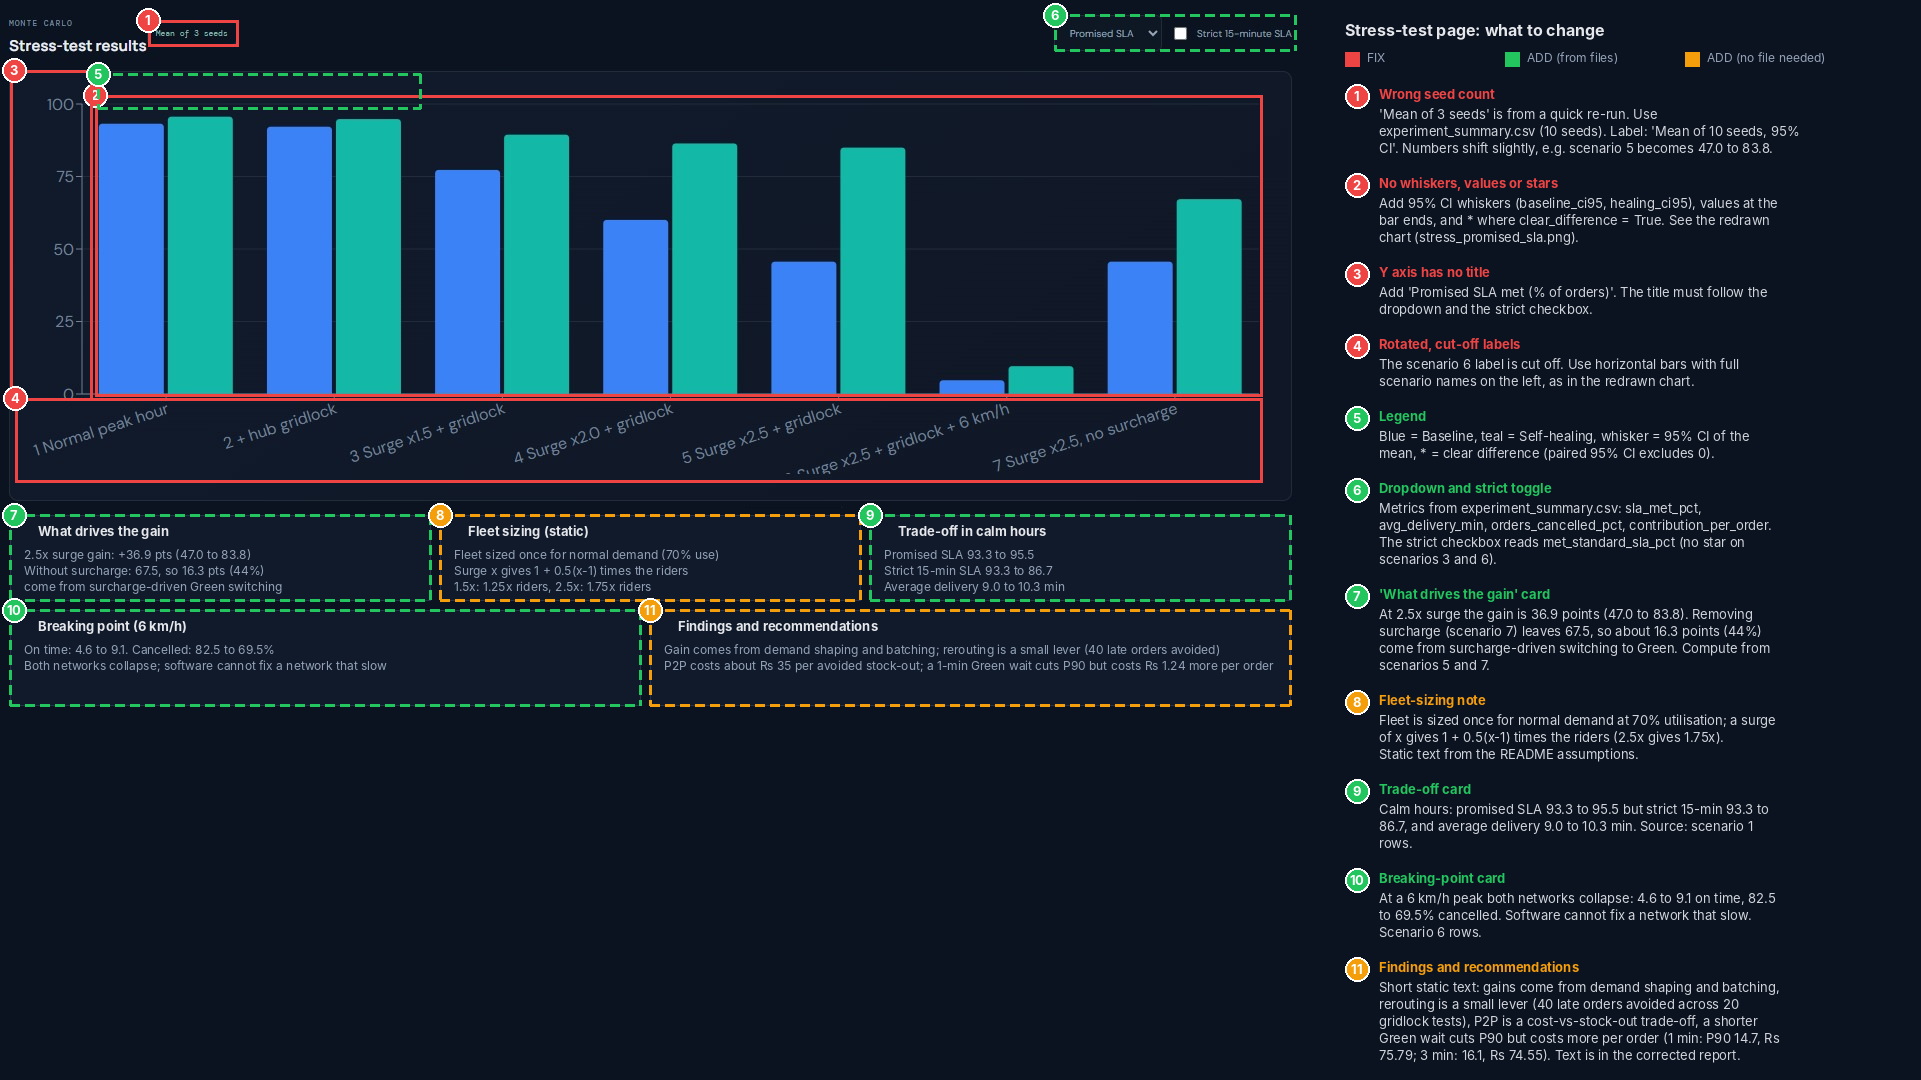 MONTE CARLO
Stress-test results
1
Mean of 3 seeds
6
Promised SLA
Strict 15-minute SLA
3
5
2
100
75
50
25
0
4
1 Normal peak hour
2 + hub gridlock
3 Surge x1.5 + gridlock
4 Surge x2.0 + gridlock
5 Surge x2.5 + gridlock
Surge x2.5 + gridlock + 6 km/h
7 Surge x2.5, no surcharge
7
What drives the gain
2.5x surge gain: +36.9 pts (47.0 to 83.8)
Without surcharge: 67.5, so 16.3 pts (44%)
come from surcharge-driven Green switching
8
Fleet sizing (static)
Fleet sized once for normal demand (70% use)
Surge x gives 1 + 0.5(x-1) times the riders
1.5x: 1.25x riders, 2.5x: 1.75x riders
9
Trade-off in calm hours
Promised SLA 93.3 to 95.5
Strict 15-min SLA 93.3 to 86.7
Average delivery 9.0 to 10.3 min
10
Breaking point (6 km/h)
On time: 4.6 to 9.1. Cancelled: 82.5 to 69.5%
Both networks collapse; software cannot fix a network that slow
11
Findings and recommendations
Gain comes from demand shaping and batching; rerouting is a small lever (40 late orders avoided)
P2P costs about Rs 35 per avoided stock-out; a 1-min Green wait cuts P90 but costs Rs 1.24 more per order
Stress-test page: what to change
FIX
ADD (from files)
ADD (no file needed)
1
Wrong seed count
'Mean of 3 seeds' is from a quick re-run. Use
experiment_summary.csv (10 seeds). Label: 'Mean of 10 seeds, 95%
CI'. Numbers shift slightly, e.g. scenario 5 becomes 47.0 to 83.8.
2
No whiskers, values or stars
Add 95% CI whiskers (baseline_ci95, healing_ci95), values at the
bar ends, and * where clear_difference = True. See the redrawn
chart (stress_promised_sla.png).
3
Y axis has no title
Add 'Promised SLA met (% of orders)'. The title must follow the
dropdown and the strict checkbox.
4
Rotated, cut-off labels
The scenario 6 label is cut off. Use horizontal bars with full
scenario names on the left, as in the redrawn chart.
5
Legend
Blue = Baseline, teal = Self-healing, whisker = 95% CI of the
mean, * = clear difference (paired 95% CI excludes 0).
6
Dropdown and strict toggle
Metrics from experiment_summary.csv: sla_met_pct,
avg_delivery_min, orders_cancelled_pct, contribution_per_order.
The strict checkbox reads met_standard_sla_pct (no star on
scenarios 3 and 6).
7
'What drives the gain' card
At 2.5x surge the gain is 36.9 points (47.0 to 83.8). Removing
surcharge (scenario 7) leaves 67.5, so about 16.3 points (44%)
come from surcharge-driven switching to Green. Compute from
scenarios 5 and 7.
8
Fleet-sizing note
Fleet is sized once for normal demand at 70% utilisation; a surge
of x gives 1 + 0.5(x-1) times the riders (2.5x gives 1.75x).
Static text from the README assumptions.
9
Trade-off card
Calm hours: promised SLA 93.3 to 95.5 but strict 15-min 93.3 to
86.7, and average delivery 9.0 to 10.3 min. Source: scenario 1
rows.
10
Breaking-point card
At a 6 km/h peak both networks collapse: 4.6 to 9.1 on time, 82.5
to 69.5% cancelled. Software cannot fix a network that slow.
Scenario 6 rows.
11
Findings and recommendations
Short static text: gains come from demand shaping and batching,
rerouting is a small lever (40 late orders avoided across 20
gridlock tests), P2P is a cost-vs-stock-out trade-off, a shorter
Green wait cuts P90 but costs more per order (1 min: P90 14.7, Rs
75.79; 3 min: 16.1, Rs 74.55). Text is in the corrected report.